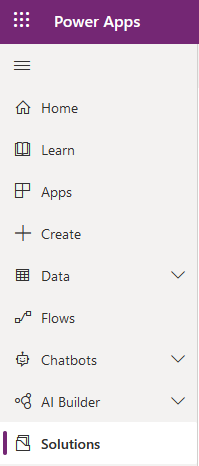 Power Apps
Home
Learn
Apps
Create
Data
Flows
Chatbots
AI Builder
Solutions